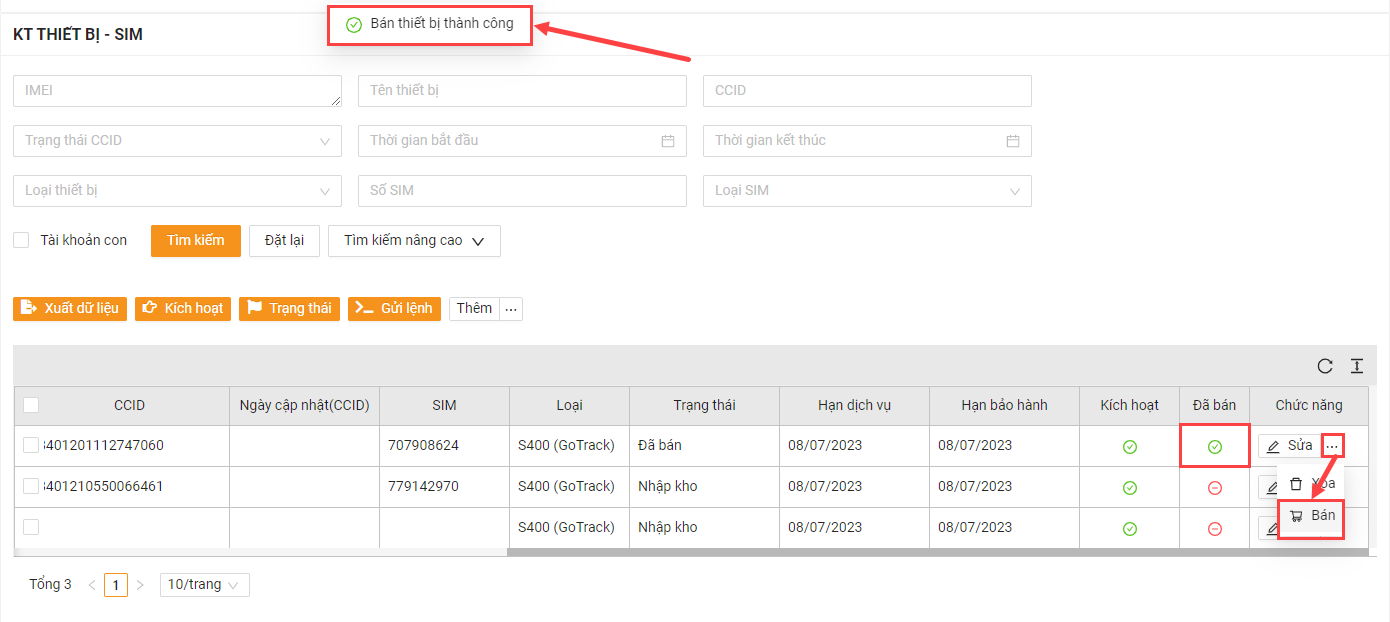 Bán thiết bị thành công
KT THIẾT BỊ - SIM
IMEI Tên thiết bị CCID
Trạng thái CCID Thời gian bắt đầu Thời gian kết thúc
Loại thiết bị Số SIM Loại SIM
Tài khoản con Tìm kiếm Đặt lại Tìm kiếm nâng cao
Xuất dữ liệu Kích hoạt Trạng thái Gửi lệnh Thêm ...
CCID Ngày cập nhật(CCID) SIM Loại Trạng thái Hạn dịch vụ Hạn bảo hành Kích hoạt Đã bán Chức năng
401201112747060 707908624 S400 (GoTrack) Đã bán 08/07/2023 08/07/2023 Sửa ...
401210550066461 779142970 S400 (GoTrack) Nhập kho 08/07/2023 08/07/2023 Xóa
S400 (GoTrack) Nhập kho 08/07/2023 08/07/2023 Bán
Tổng 3 < 1 > 10/trang